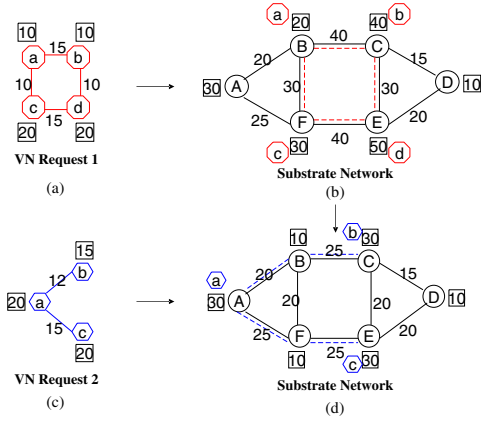 10 10
15
a b
10 10
c d
15
20 20
VN Request 1
(a)
a 20 40 b
B 40 C
20 15
30 A 30 30 D 10
25 20
F 40 E
c 30 50 d
Substrate Network
(b)
15
b
12
20 a
15
c
20
VN Request 2
(c)
10 b 30
B 25 C
a 20 15
30 A 20 20 D 10
25 20
F 25 E
10 c 30
Substrate Network
(d)